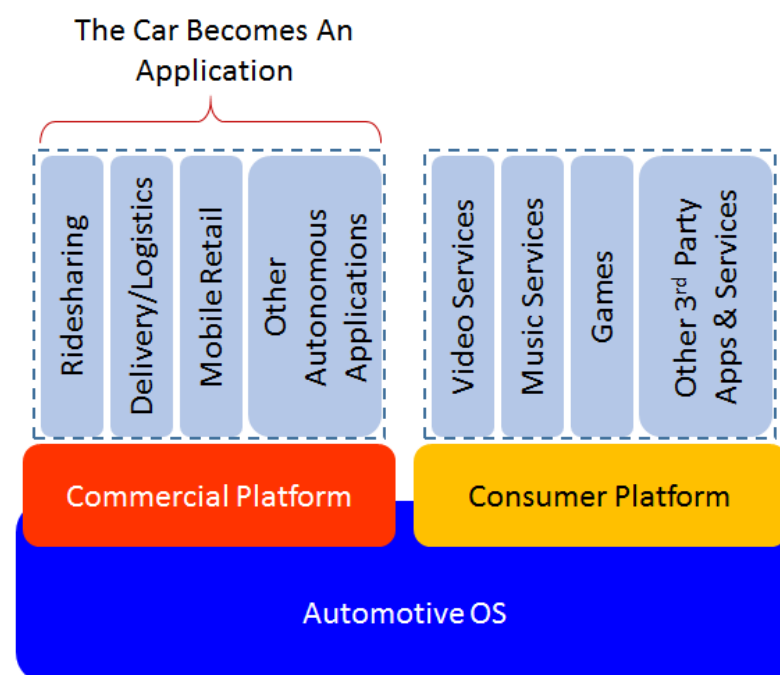 The Car Becomes An
Application
Ridesharing
Delivery/Logistics
Mobile Retail
Other
Autonomous
Applications
Video Services
Music Services
Games
Other 3rd Party
Apps & Services
Commercial Platform
Consumer Platform
Automotive OS